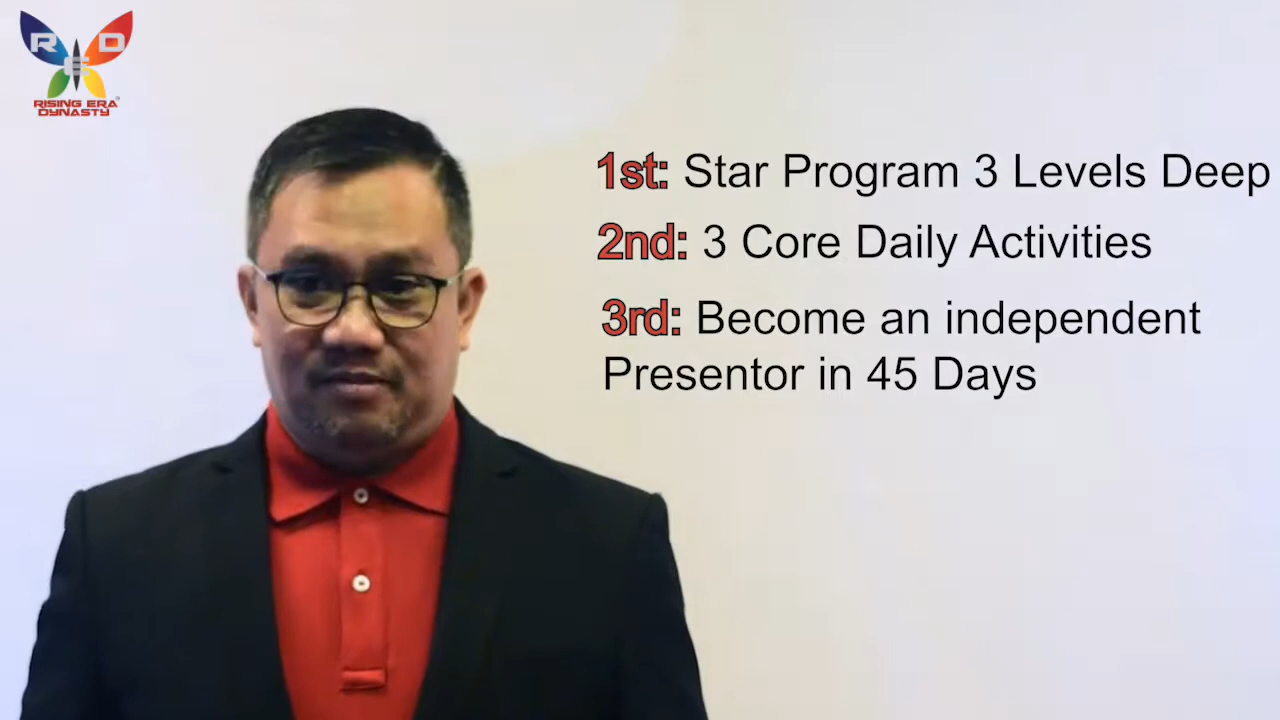 RED
RISING ERA
DYNASTY
1st: Star Program 3 Levels Deep
2nd: 3 Core Daily Activities
3rd: Become an independent
Presentor in 45 Days